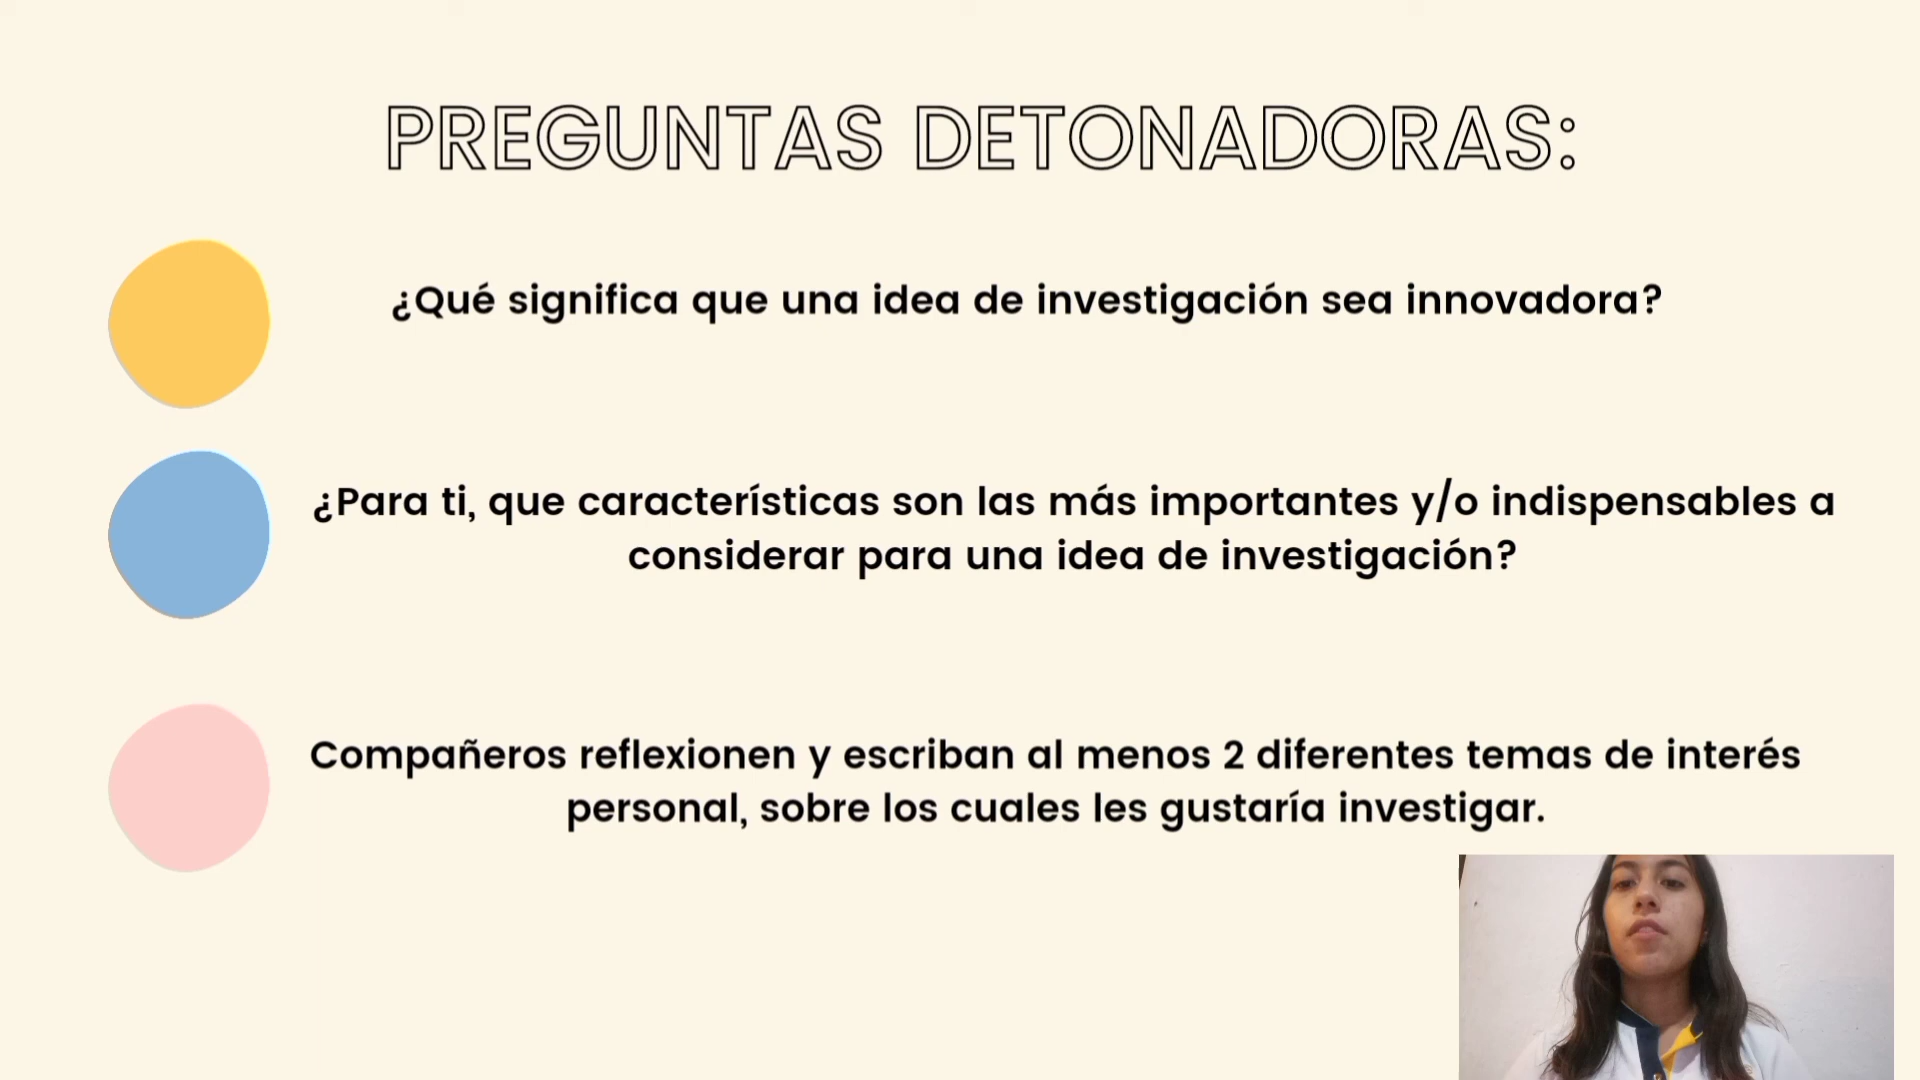 PREGUNTAS DETONADORAS:
¿Qué significa que una idea de investigación sea innovadora?
¿Para ti, que características son las más importantes y/o indispensables a
considerar para una idea de investigación?
Compañeros reflexionen y escriban al menos 2 diferentes temas de interés
personal, sobre los cuales les gustaría investigar.